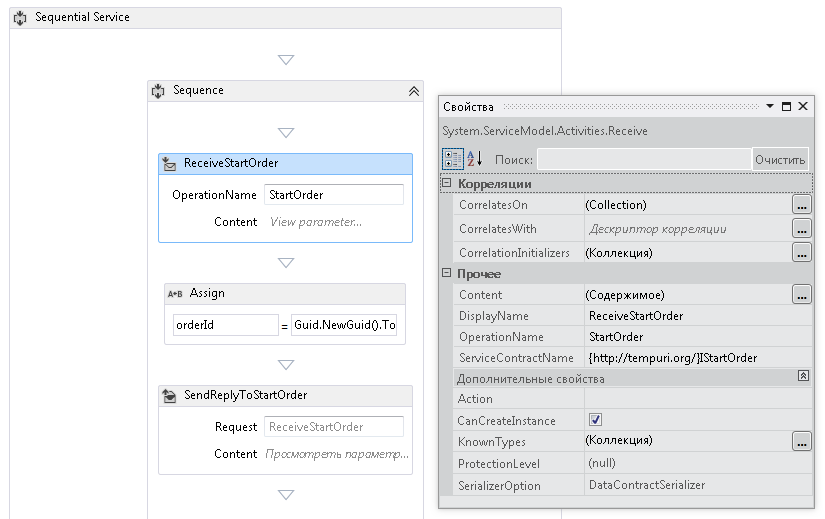 Sequential Service
Sequence
ReceiveStartOrder
OperationName StartOrder
Content View parameter...
Assign
A+B
orderId = Guid.NewGuid().To
SendReplyToStartOrder
Request ReceiveStartOrder
Content Просмотреть параметр...
Свойства
System.ServiceModel.Activities.Receive
Поиск: Очистить
Корреляции
CorrelatesOn (Collection) ...
CorrelatesWith Дескриптор корреляции ...
CorrelationInitializers (Коллекция) ...
Прочее
Content (Содержимое) ...
DisplayName ReceiveStartOrder
OperationName StartOrder
ServiceContractName {http://tempuri.org/}IStartOrder
Дополнительные свойства
Action
CanCreateInstance
KnownTypes (Коллекция) ...
ProtectionLevel (null)
SerializerOption DataContractSerializer